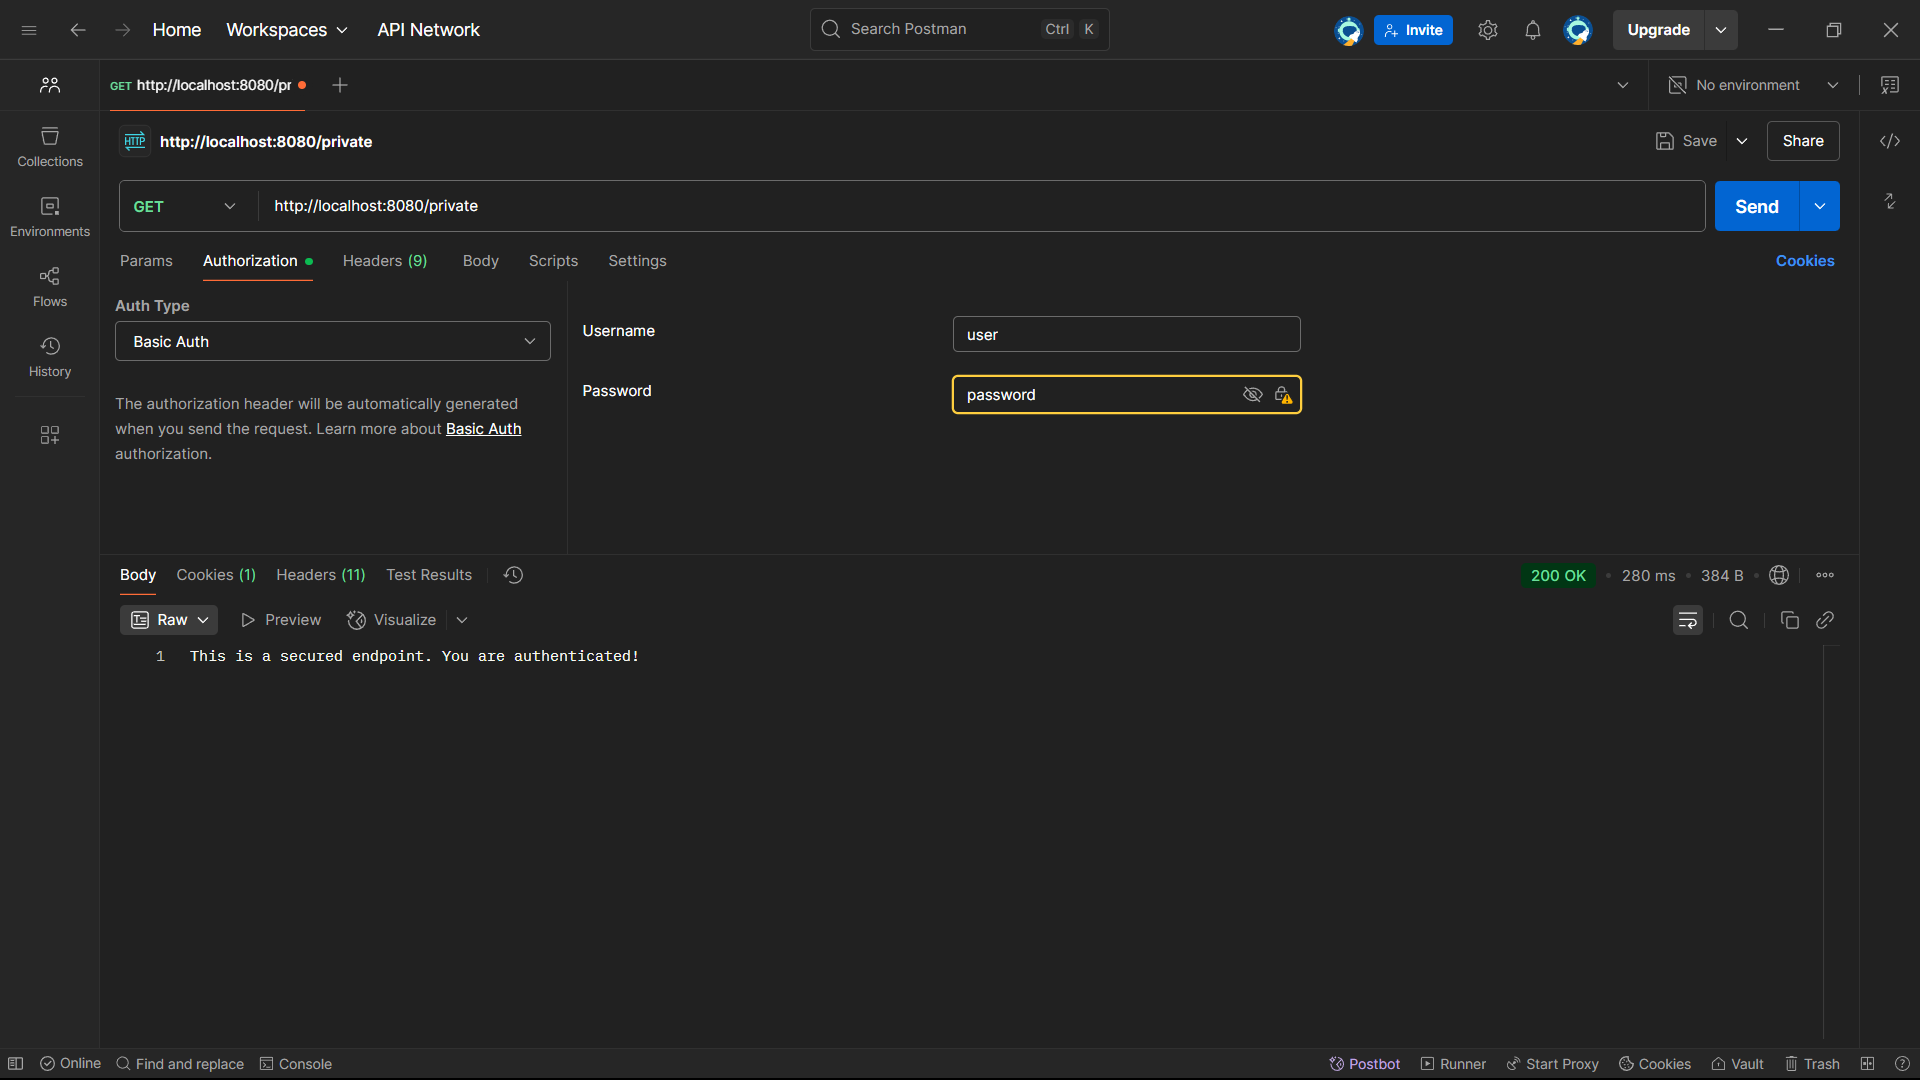 Home Workspaces API Network Search Postman Ctrl K Invite Upgrade
GET http://localhost:8080/pr No environment
HTTP http://localhost:8080/private Save Share
Collections
GET http://localhost:8080/private Send
Environments
Params Authorization Headers (9) Body Scripts Settings Cookies
Flows
Auth Type
Username user
Basic Auth
History
Password password
The authorization header will be automatically generated
when you send the request. Learn more about Basic Auth
authorization.
Body Cookies (1) Headers (11) Test Results 200 OK 280 ms 384 B
Raw Preview Visualize
1 This is a secured endpoint. You are authenticated!
Online Find and replace Console Postbot Runner Start Proxy Cookies Vault Trash